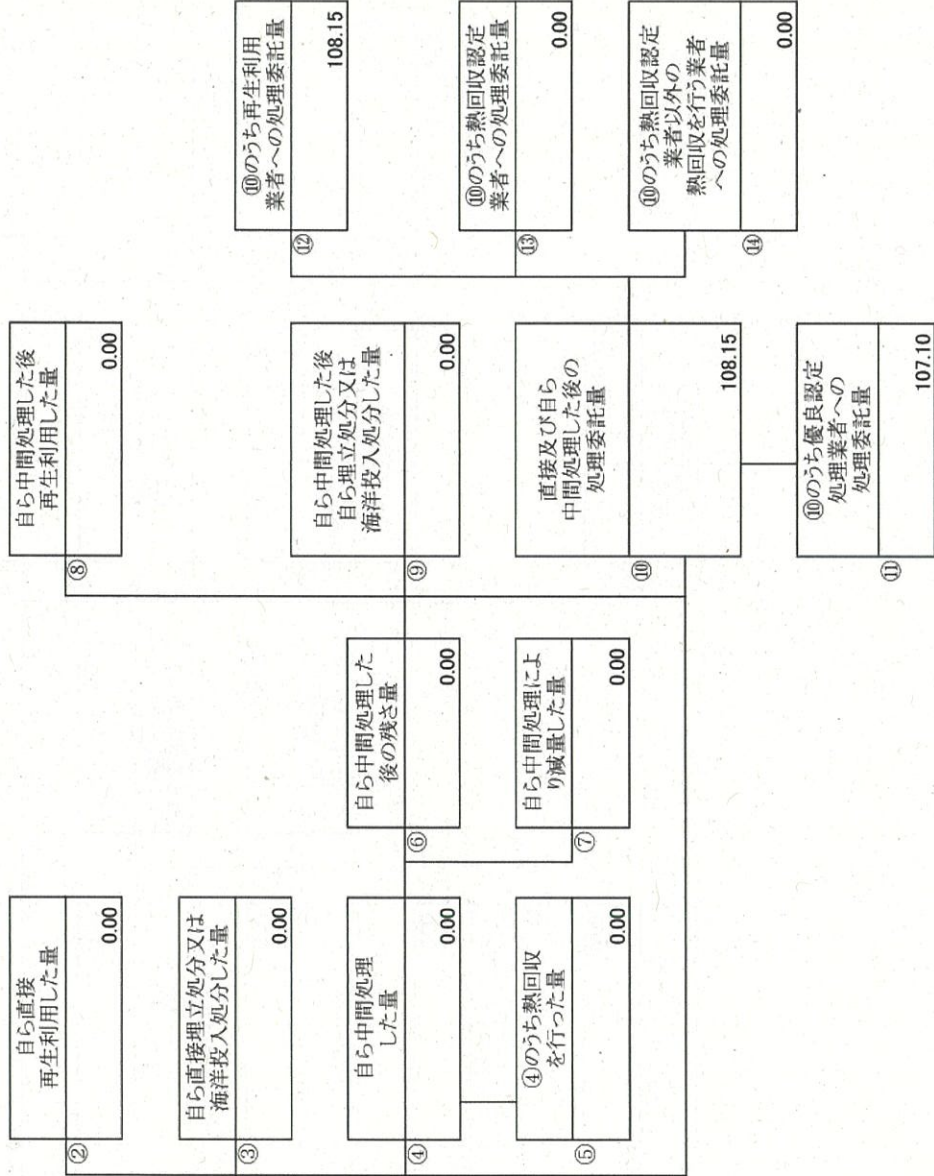 ②
自ら直接
再生利用した量
0.00
③
自ら直接埋立処分又は
海洋投入処分した量
0.00
④
自ら中間処理
した量
0.00
⑤
④のうち熱回収
を行った量
0.00
⑥
自ら中間処理した
後の残さ量
0.00
⑦
自ら中間処理によ
り減量した量
0.00
⑧
自ら中間処理した後
再生利用した量
0.00
⑨
自ら中間処理した後
自ら埋立処分又は
海洋投入処分した量
0.00
⑩
直接及び自ら
中間処理した後の
処理委託量
108.15
⑪
⑩のうち優良認定
処理業者への
処理委託量
107.10
⑫
⑩のうち再生利用
業者への処理委託量
108.15
⑬
⑩のうち熱回収認定
業者への処理委託量
0.00
⑭
⑩のうち熱回収認定
業者以外の
熱回収を行う業者
への処理委託量
0.00